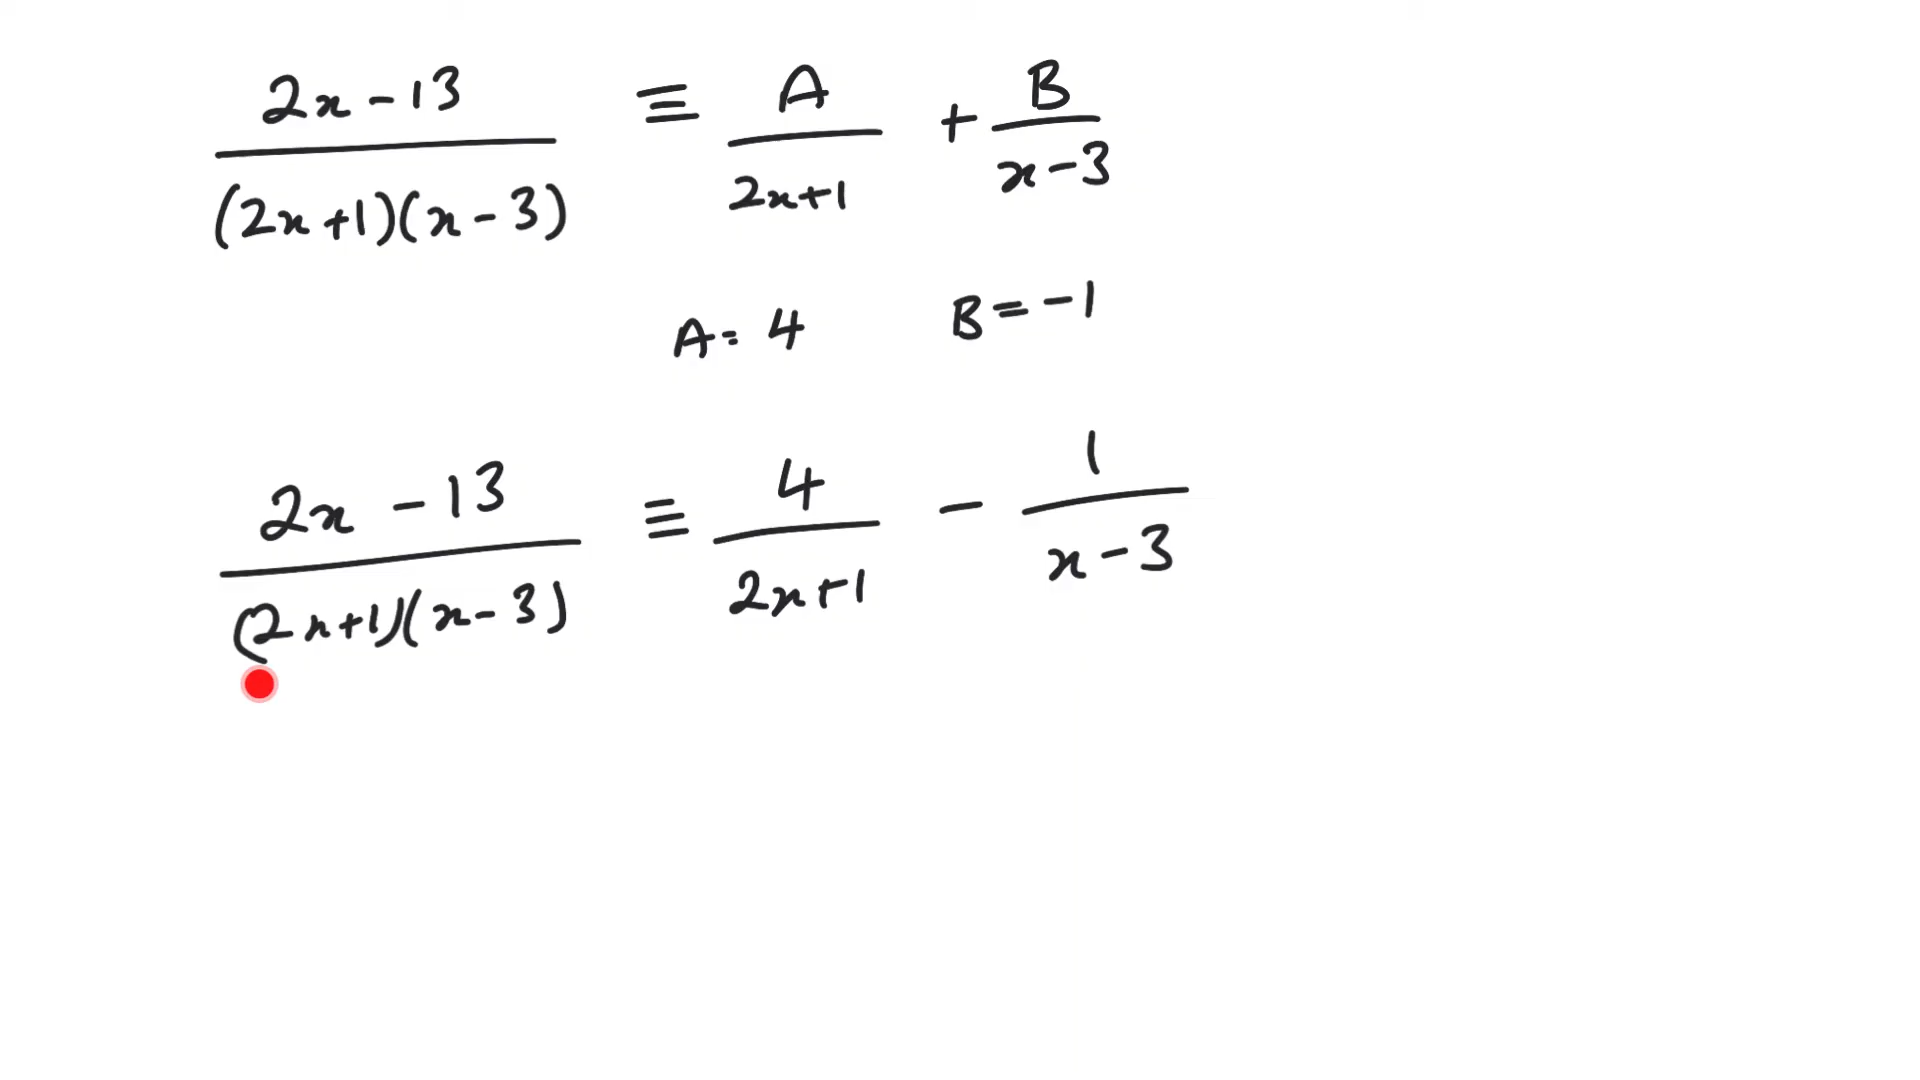 2x - 13 / (2x+1)(x-3) ≡ A / 2x+1 + B / x-3
A = 4 B = -1
2x - 13 / (2x+1)(x-3) ≡ 4 / 2x+1 - 1 / x-3